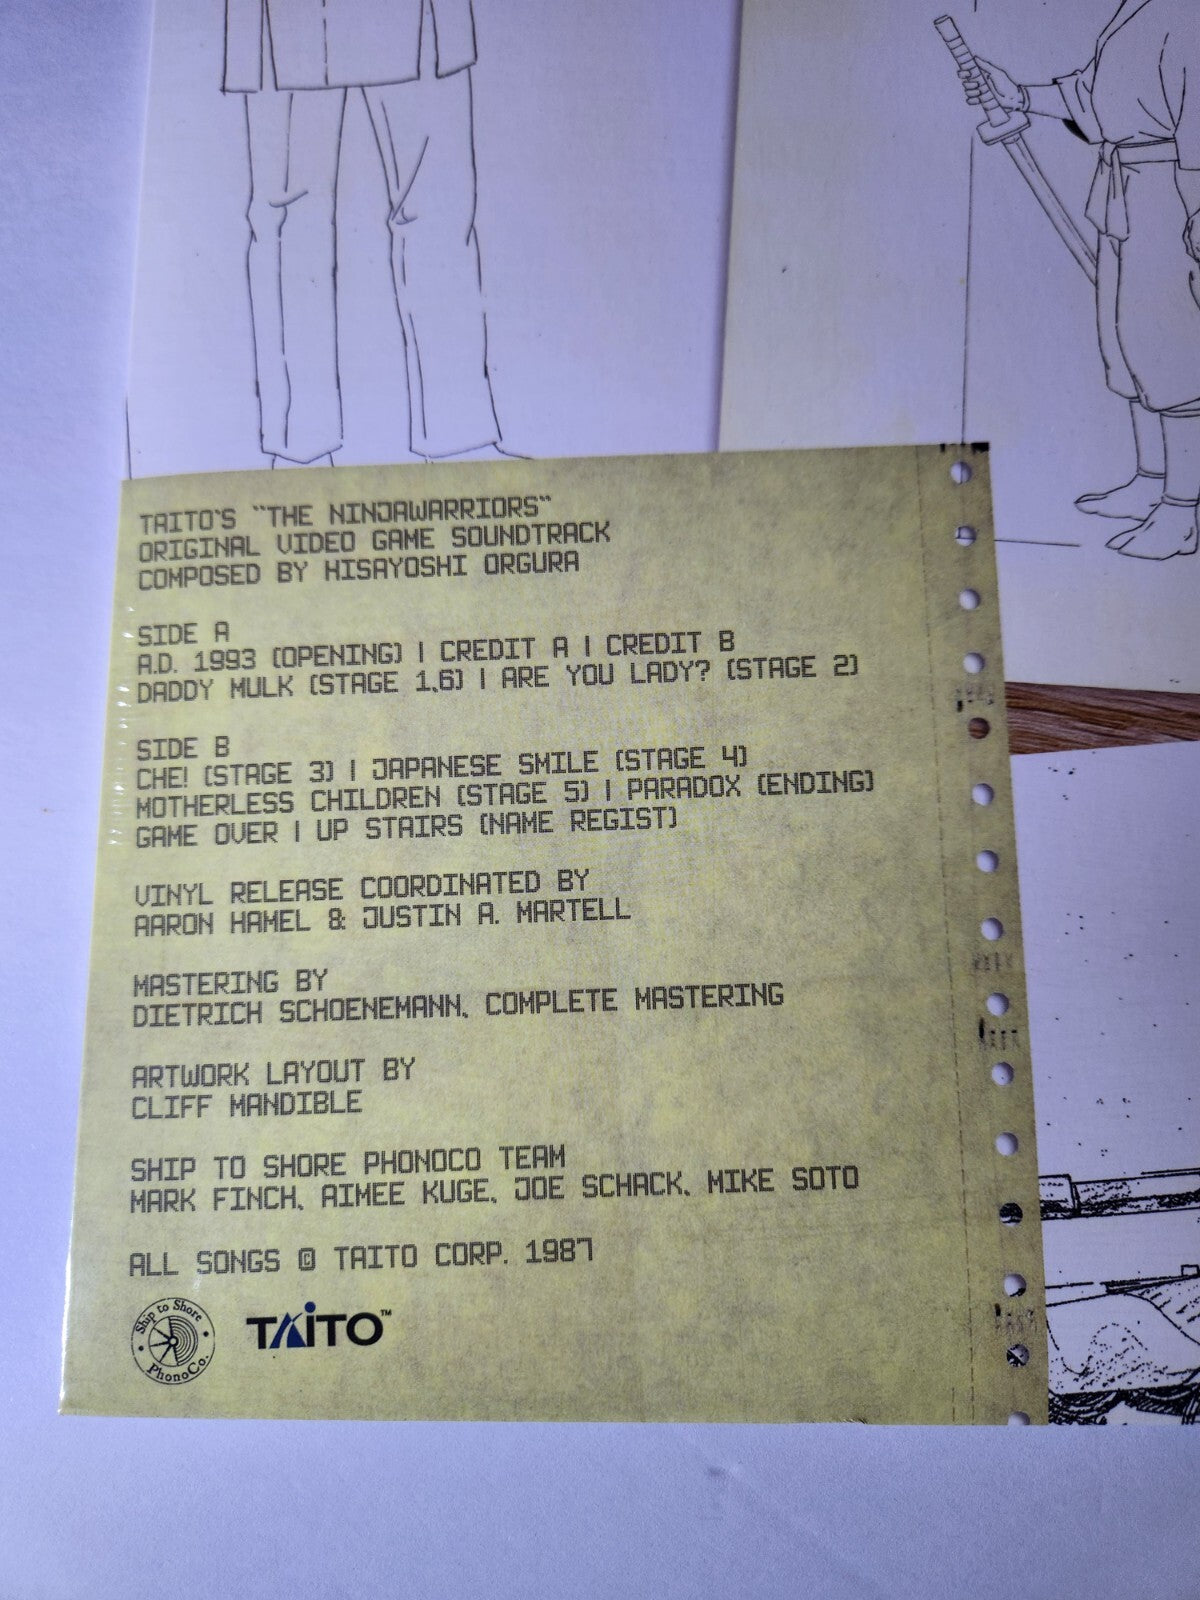 TAITO'S "THE NINJAWARRIORS"
ORIGINAL VIDEO GAME SOUNDTRACK
COMPOSED BY HISAYOSHI ORGURA
SIDE A
A.D. 1993 (OPENING) | CREDIT A | CREDIT B
DADDY MULK (STAGE 1,6) | ARE YOU LADY? (STAGE 2)
SIDE B
CHE! (STAGE 3) | JAPANESE SMILE (STAGE 4)
MOTHERLESS CHILDREN (STAGE 5) | PARADOX (ENDING)
GAME OVER | UP STAIRS (NAME REGIST)
VINYL RELEASE COORDINATED BY
AARON HAMEL & JUSTIN A. MARTELL
MASTERING BY
DIETRICH SCHOENEMANN, COMPLETE MASTERING
ARTWORK LAYOUT BY
CLIFF MANDIBLE
SHIP TO SHORE PHONOCO TEAM
MARK FINCH, AIMEE KUGE, JOE SCHACK, MIKE SOTO
ALL SONGS © TAITO CORP. 1987
Ship to Shore
PhonoCo.
TAITO™